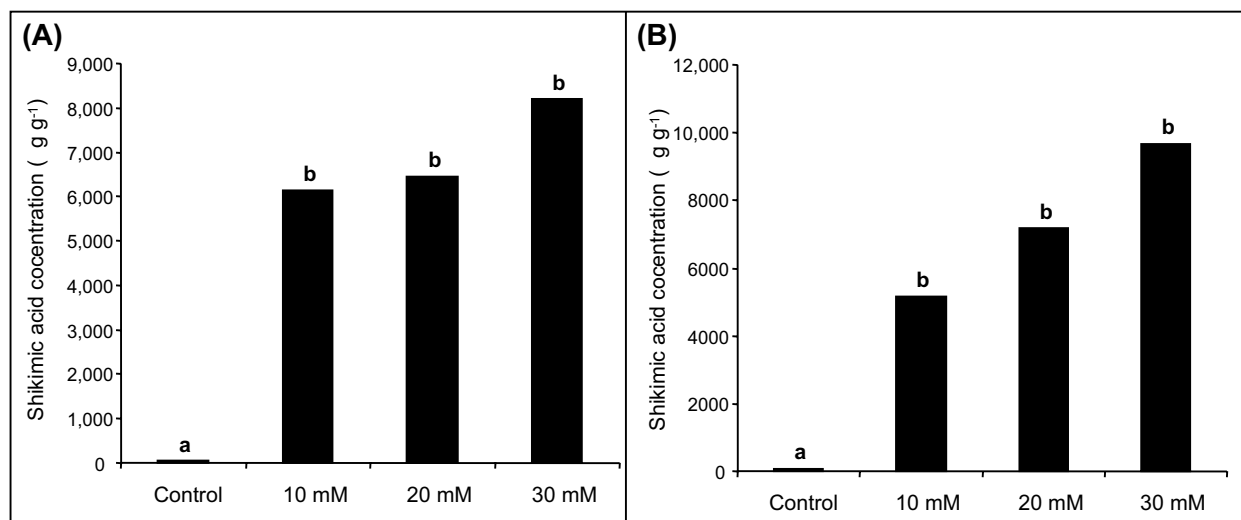 (A)
Shikimic acid cocentration ( g g-1)
9,000
8,000
7,000
6,000
5,000
4,000
3,000
2,000
1,000
0
a
b
b
b
Control
10 mM
20 mM
30 mM
(B)
Shikimic acid cocentration ( g g-1)
12,000
10,000
8000
6000
4000
2000
0
a
b
b
b
Control
10 mM
20 mM
30 mM